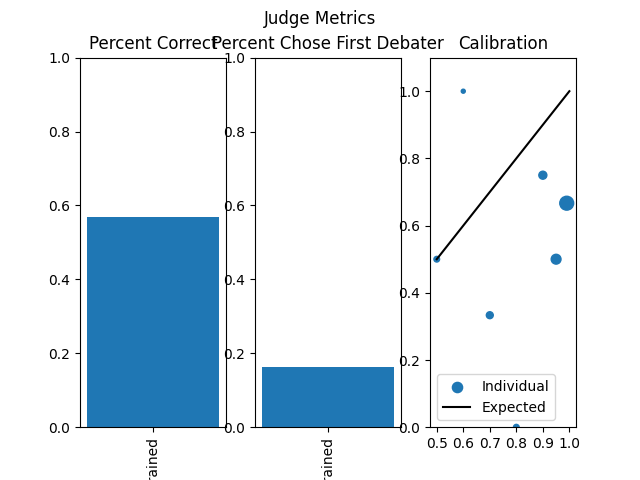 Judge Metrics
Percent Correct
Percent Chose First Debater
Calibration
1.0
0.8
0.6
0.4
0.2
0.0
rained
1.0
0.8
0.6
0.4
0.2
0.0
rained
1.0
0.8
0.6
0.4
0.2
0.0
Individual
Expected
0.5 0.6 0.7 0.8 0.9 1.0